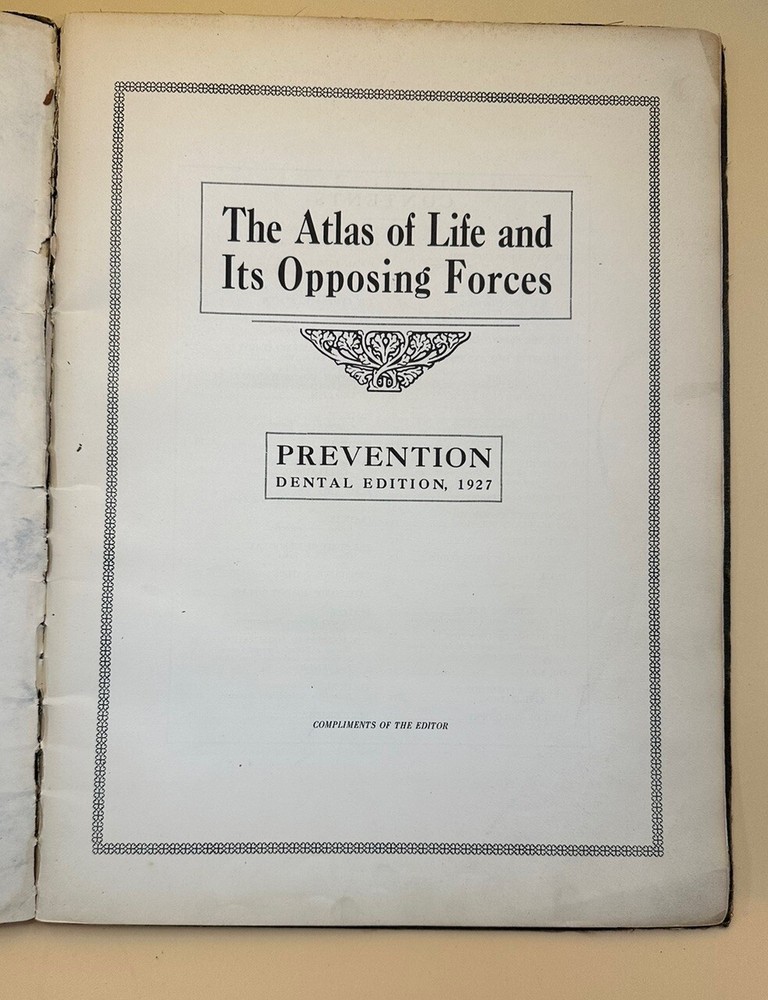 The Atlas of Life and
Its Opposing Forces
PREVENTION
DENTAL EDITION, 1927
COMPLIMENTS OF THE EDITOR